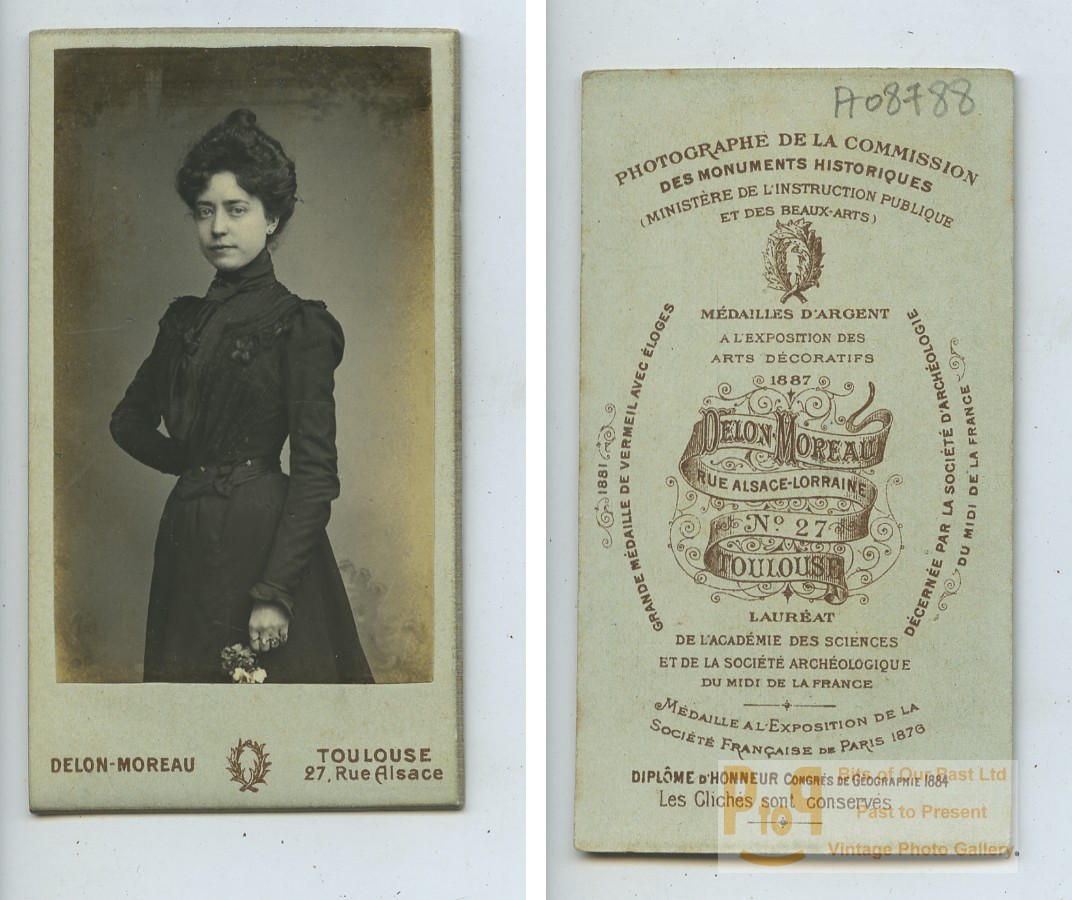 DELON-MOREAU
TOULOUSE
27, Rue Alsace
A08788
PHOTOGRAPHE DE LA COMMISSION
DES MONUMENTS HISTORIQUES
(MINISTÈRE DE L'INSTRUCTION PUBLIQUE
ET DES BEAUX-ARTS)
MÉDAILLES D'ARGENT
A L'EXPOSITION DES
ARTS DÉCORATIFS
1887
1881
GRANDE MÉDAILLE DE VERMEIL AVEC ÉLOGES
DÉCERNÉE PAR LA SOCIÉTÉ D'ARCHÉOLOGIE
DU MIDI DE LA FRANCE
DELON-MOREAU
RUE ALSACE-LORRAINE
No 27
TOULOUSE
LAURÉAT
DE L'ACADÉMIE DES SCIENCES
ET DE LA SOCIÉTÉ ARCHÉOLOGIQUE
DU MIDI DE LA FRANCE
MÉDAILLE A L'EXPOSITION DE LA
SOCIÉTÉ FRANÇAISE DE PARIS 1876
DIPLÔME D'HONNEUR CONGRÈS DE GÉOGRAPHIE 1884
Les Clichés sont conservés
PToP
Bits of Our Past Ltd
Past to Present
Vintage Photo Gallery.